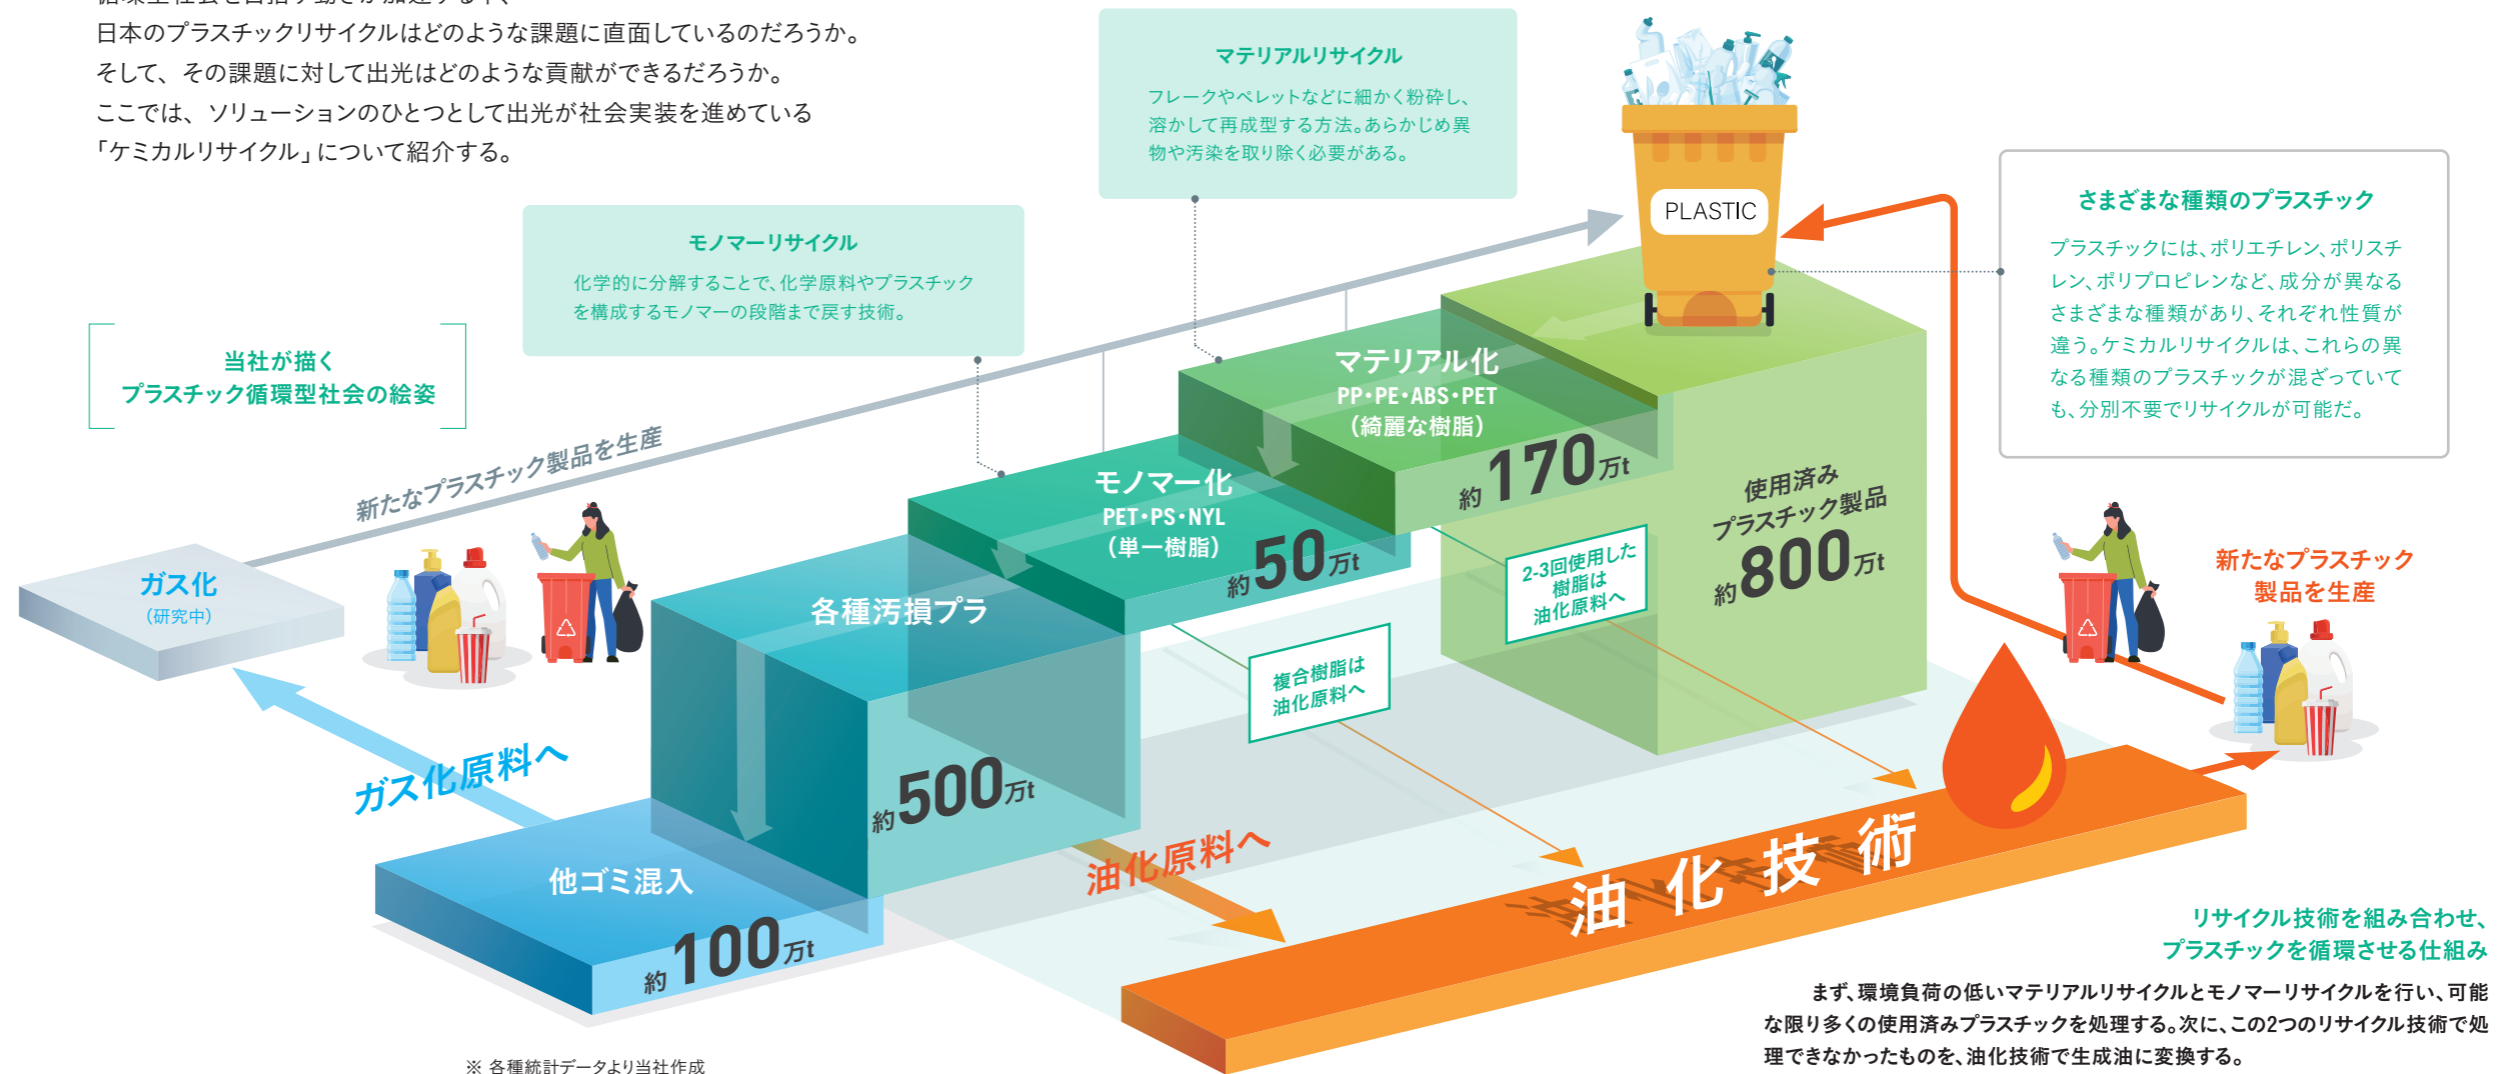 循環型社会を目指す動きが加速する中、
日本のプラスチックリサイクルはどのような課題に直面しているのだろうか。
そして、その課題に対して出光はどのような貢献ができるだろうか。
ここでは、ソリューションのひとつとして出光が社会実装を進めている
「ケミカルリサイクル」について紹介する。
マテリアルリサイクル
フレークやペレットなどに細かく粉砕し、
溶かして再成型する方法。あらかじめ異
物や汚染を取り除く必要がある。
モノマーリサイクル
化学的に分解することで、化学原料やプラスチック
を構成するモノマーの段階まで戻す技術。
PLASTIC
さまざまな種類のプラスチック
プラスチックには、ポリエチレン、ポリスチ
レン、ポリプロピレンなど、成分が異なる
さまざまな種類があり、それぞれ性質が
違う。ケミカルリサイクルは、これらの異
なる種類のプラスチックが混ざっていて
も、分別不要でリサイクルが可能だ。
当社が描く
プラスチック循環型社会の絵姿
新たなプラスチック製品を生産
マテリアル化
PP・PE・ABS・PET
(綺麗な樹脂)
約170万t
モノマー化
PET・PS・NYL
(単一樹脂)
約50万t
使用済み
プラスチック製品
約800万t
2-3回使用した
樹脂は
油化原料へ
複合樹脂は
油化原料へ
ガス化
(研究中)
各種汚損プラ
約500万t
新たなプラスチック
製品を生産
ガス化原料へ
油化原料へ
他ゴミ混入
約100万t
油化技術
リサイクル技術を組み合わせ、
プラスチックを循環させる仕組み
まず、環境負荷の低いマテリアルリサイクルとモノマーリサイクルを行い、可能
な限り多くの使用済みプラスチックを処理する。次に、この2つのリサイクル技術で処
理できなかったものを、油化技術で生成油に変換する。
※ 各種統計データより当社作成